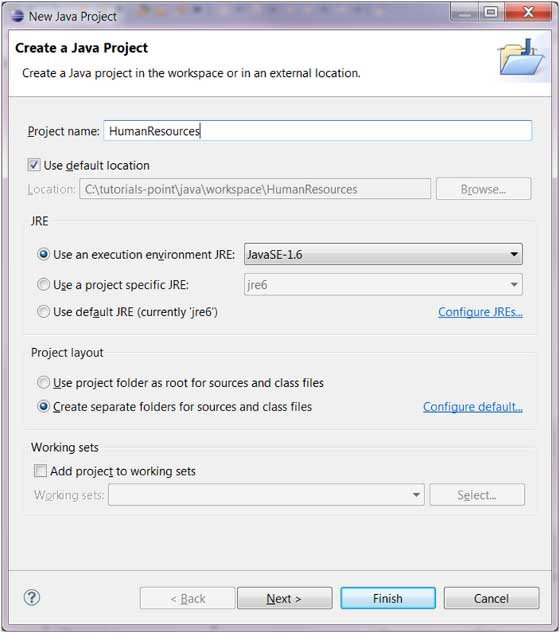 New Java Project
Create a Java Project
Create a Java project in the workspace or in an external location.
Project name: HumanResources
Use default location
Location: C:\tutorials-point\java\workspace\HumanResources Browse...
JRE
Use an execution environment JRE: JavaSE-1.6
Use a project specific JRE: jre6
Use default JRE (currently 'jre6') Configure JREs...
Project layout
Use project folder as root for sources and class files
Create separate folders for sources and class files Configure default...
Working sets
Add project to working sets
Working sets: Select...
? < Back Next > Finish Cancel